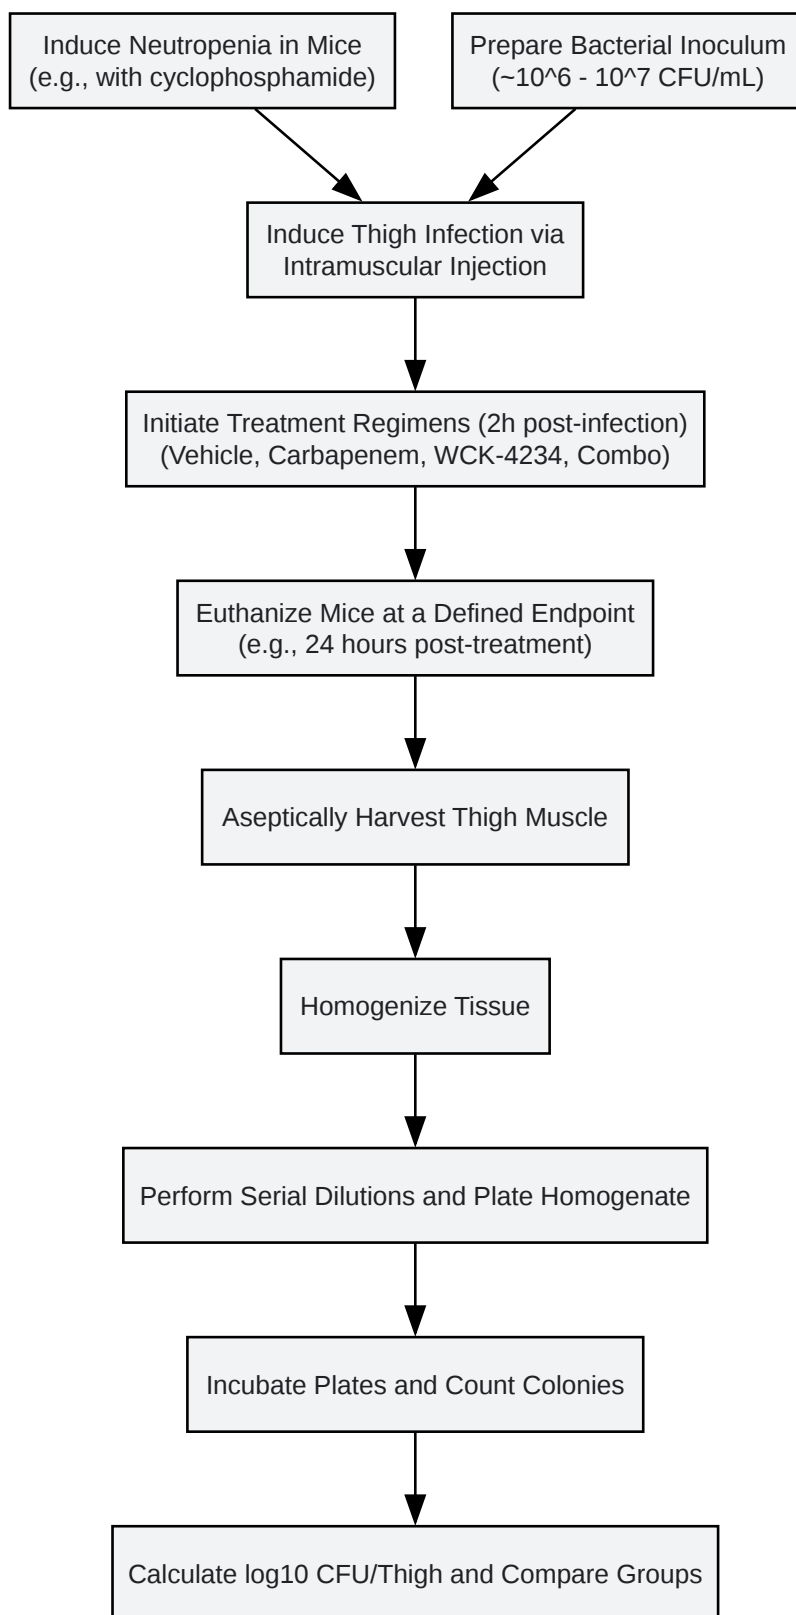 Induce Neutropenia in Mice
(e.g., with cyclophosphamide)
Prepare Bacterial Inoculum
(~10^6 - 10^7 CFU/mL)
Induce Thigh Infection via
Intramuscular Injection
Initiate Treatment Regimens (2h post-infection)
(Vehicle, Carbapenem, WCK-4234, Combo)
Euthanize Mice at a Defined Endpoint
(e.g., 24 hours post-treatment)
Aseptically Harvest Thigh Muscle
Homogenize Tissue
Perform Serial Dilutions and Plate Homogenate
Incubate Plates and Count Colonies
Calculate log10 CFU/Thigh and Compare Groups